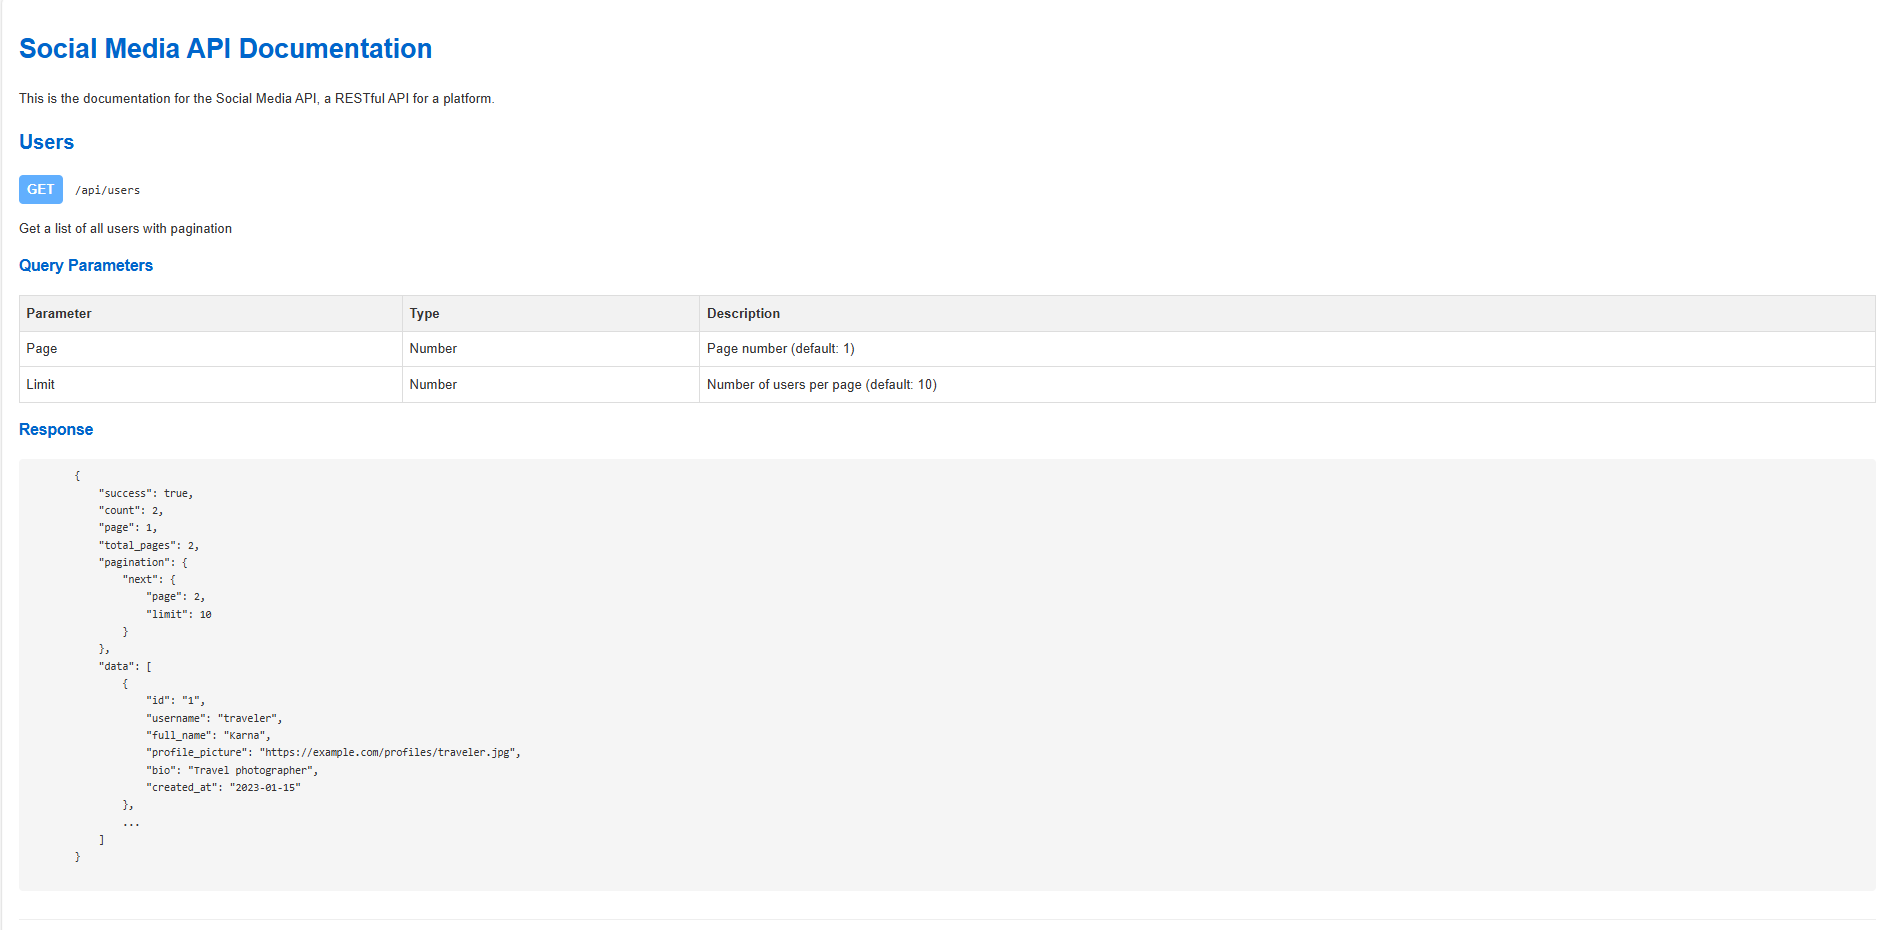 Social Media API Documentation
This is the documentation for the Social Media API, a RESTful API for a platform.
Users
GET /api/users
Get a list of all users with pagination
Query Parameters
Parameter Type Description
Page Number Page number (default: 1)
Limit Number Number of users per page (default: 10)
Response
{
"success": true,
"count": 2,
"page": 1,
"total_pages": 2,
"pagination": {
"next": {
"page": 2,
"limit": 10
}
},
"data": [
{
"id": "1",
"username": "traveler",
"full_name": "Karna",
"profile_picture": "https://example.com/profiles/traveler.jpg",
"bio": "Travel photographer",
"created_at": "2023-01-15"
},
...
]
}